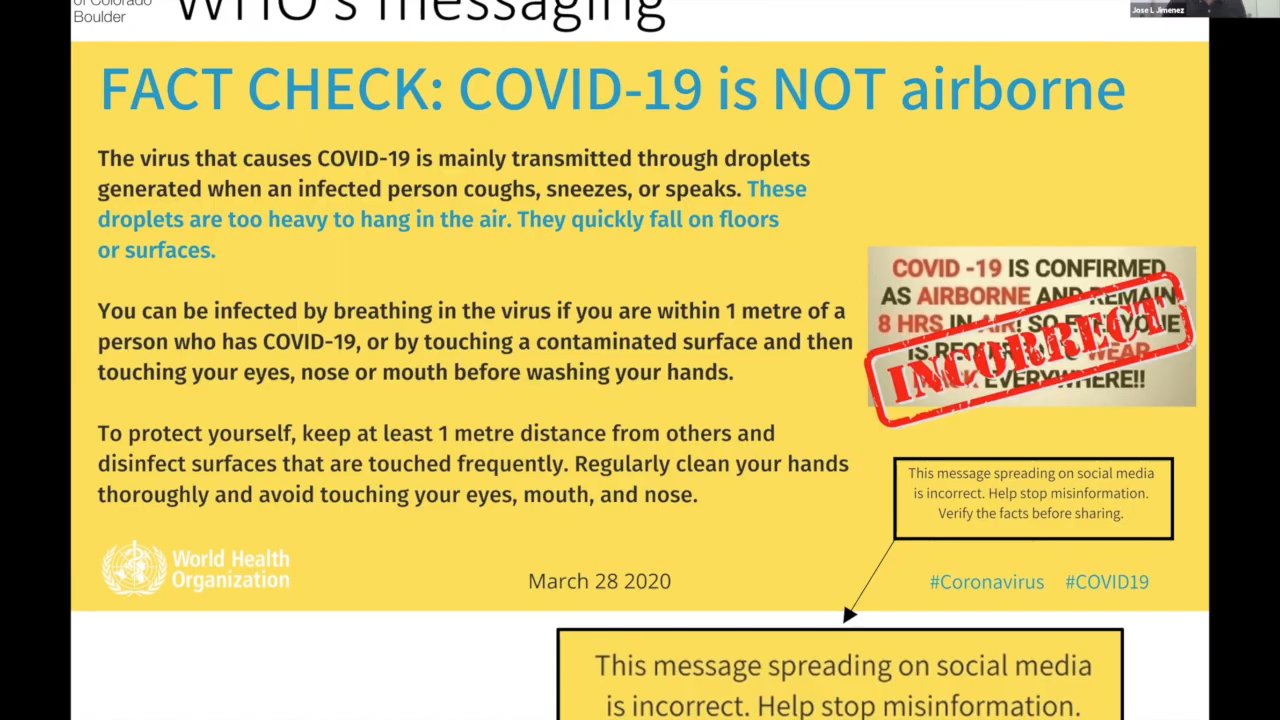 of Colorado
Boulder
WHO's messaging
Jose L Jimenez
FACT CHECK: COVID-19 is NOT airborne
The virus that causes COVID-19 is mainly transmitted through droplets
generated when an infected person coughs, sneezes, or speaks. These
droplets are too heavy to hang in the air. They quickly fall on floors
or surfaces.
You can be infected by breathing in the virus if you are within 1 metre of a
person who has COVID-19, or by touching a contaminated surface and then
touching your eyes, nose or mouth before washing your hands.
To protect yourself, keep at least 1 metre distance from others and
disinfect surfaces that are touched frequently. Regularly clean your hands
thoroughly and avoid touching your eyes, mouth, and nose.
COVID -19 IS CONFIRMED
AS AIRBORNE AND REMAIN
8 HRS IN AIR! SO EVERYONE
IS WEAR
EVERYWHERE!!
INCORRECT
This message spreading on social media
is incorrect. Help stop misinformation.
Verify the facts before sharing.
World Health
Organization
March 28 2020
#Coronavirus #COVID19
This message spreading on social media
is incorrect. Help stop misinformation.